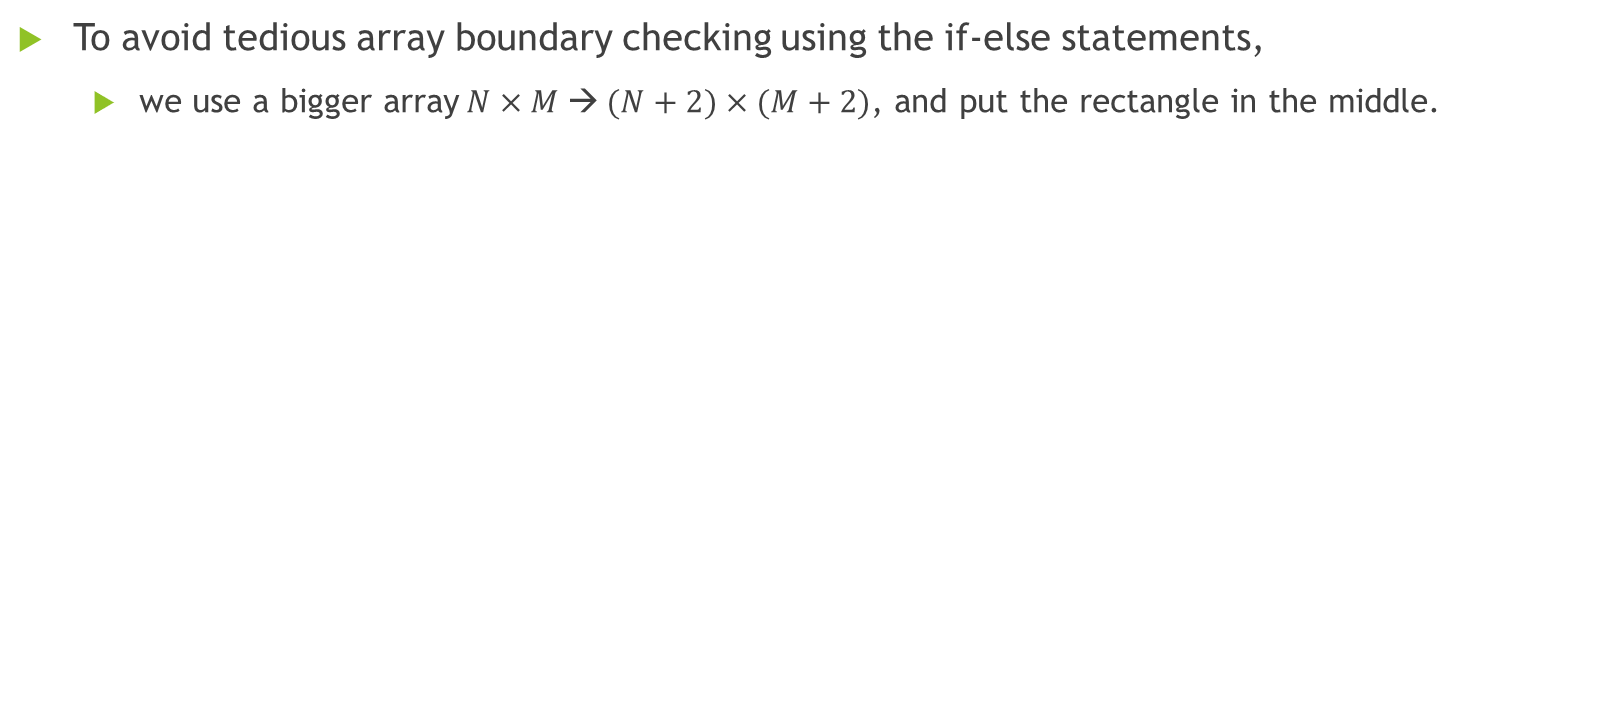 To avoid tedious array boundary checking using the if-else statements,
we use a bigger array N × M → (N + 2) × (M + 2), and put the rectangle in the middle.